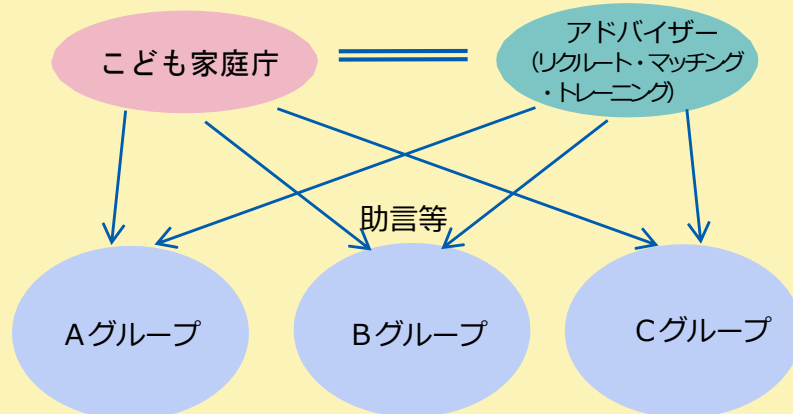 こども家庭庁
アドバイザー
(リクルート・マッチング
・トレーニング)
助言等
Aグループ
Bグループ
Cグループ